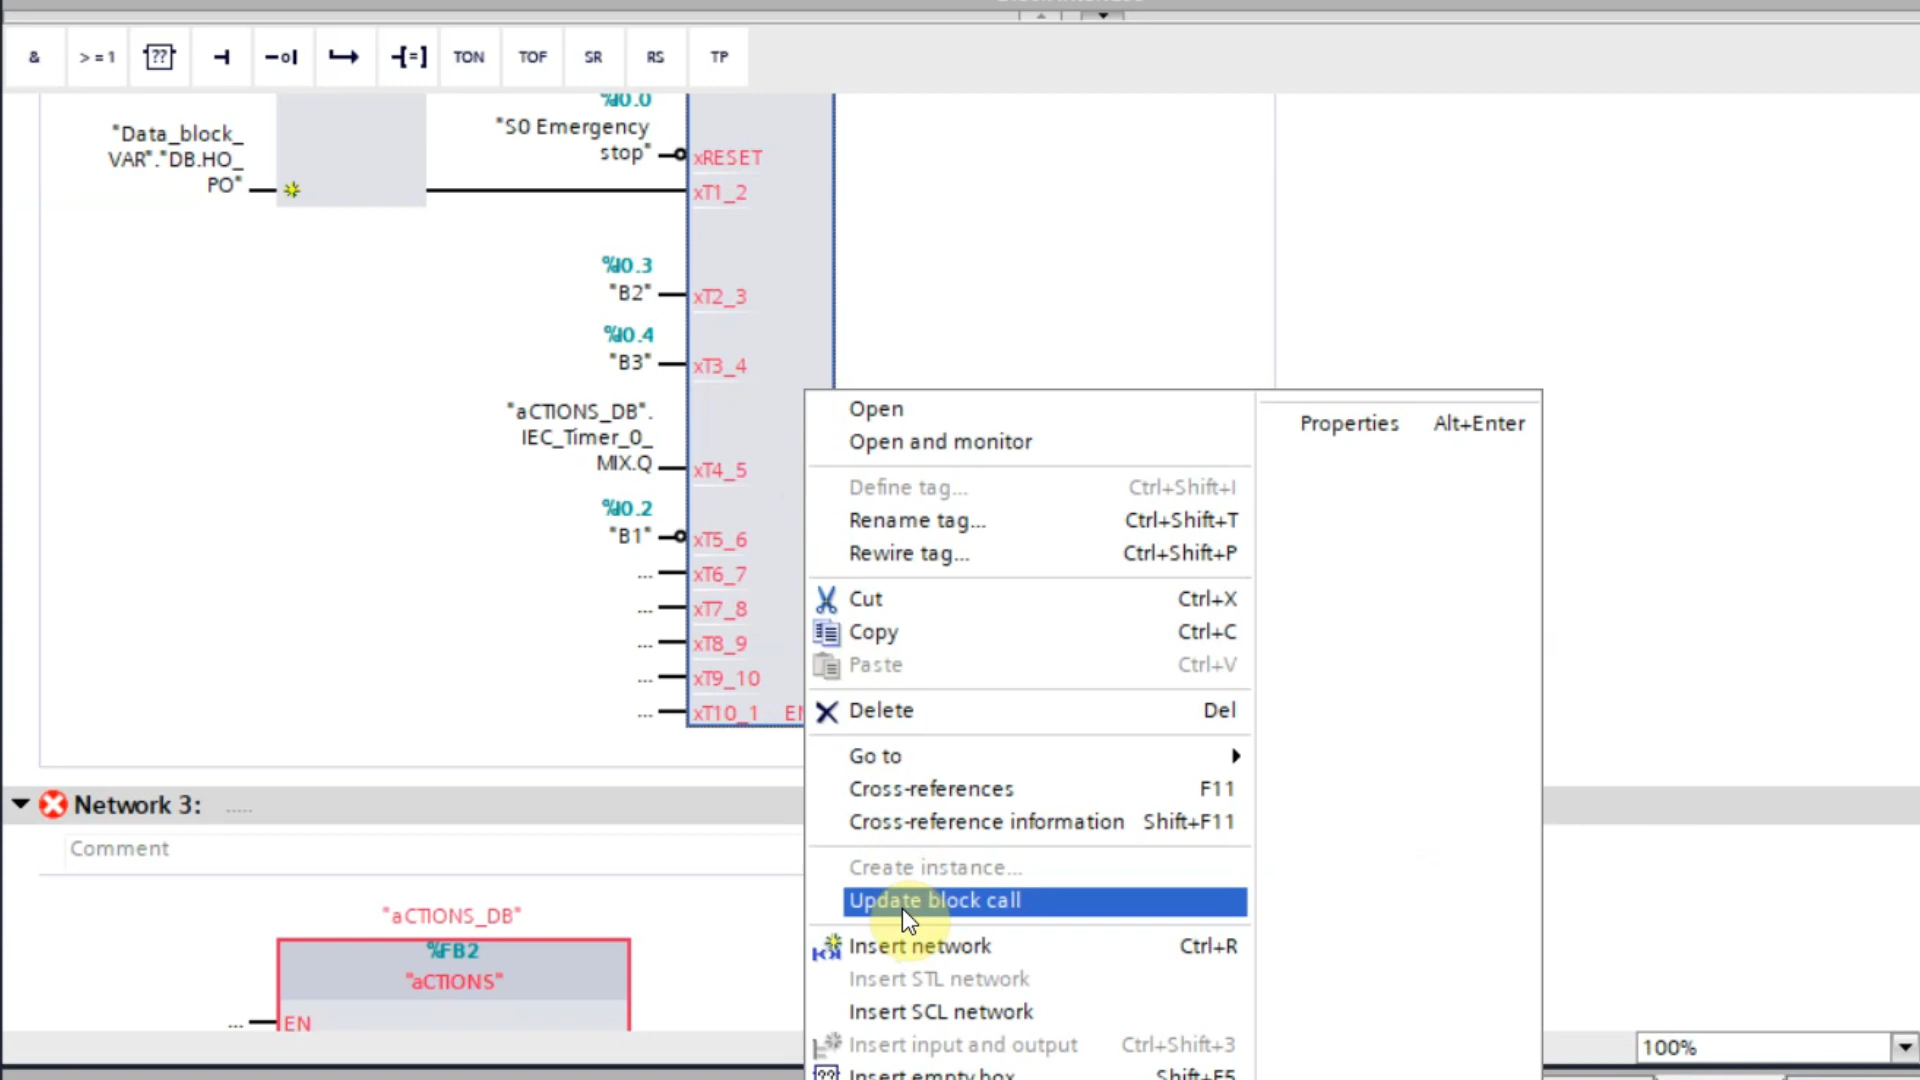 & >=1 ?? TON TOF SR RS TP
%I0.0
"S0 Emergency
stop"
xRESET
"Data_block_
VAR"."DB.HO_
PO"
xT1_2
%I0.3
"B2"
xT2_3
%I0.4
"B3"
xT3_4
"aCTIONS_DB".
IEC_Timer_0_
MIX.Q
xT4_5
%I0.2
"B1"
xT5_6
... xT6_7
... xT7_8
... xT8_9
... xT9_10
... xT10_1
Open
Open and monitor
Define tag... Ctrl+Shift+I
Rename tag... Ctrl+Shift+T
Rewire tag... Ctrl+Shift+P
Cut Ctrl+X
Copy Ctrl+C
Paste Ctrl+V
Delete Del
Go to
Cross-references F11
Cross-reference information Shift+F11
Create instance...
Update block call
Insert network Ctrl+R
Insert STL network
Insert SCL network
Insert input and output Ctrl+Shift+3
Insert empty box Shift+F5
Properties Alt+Enter
Network 3: .....
Comment
"aCTIONS_DB"
%FB2
"aCTIONS"
... EN
100%